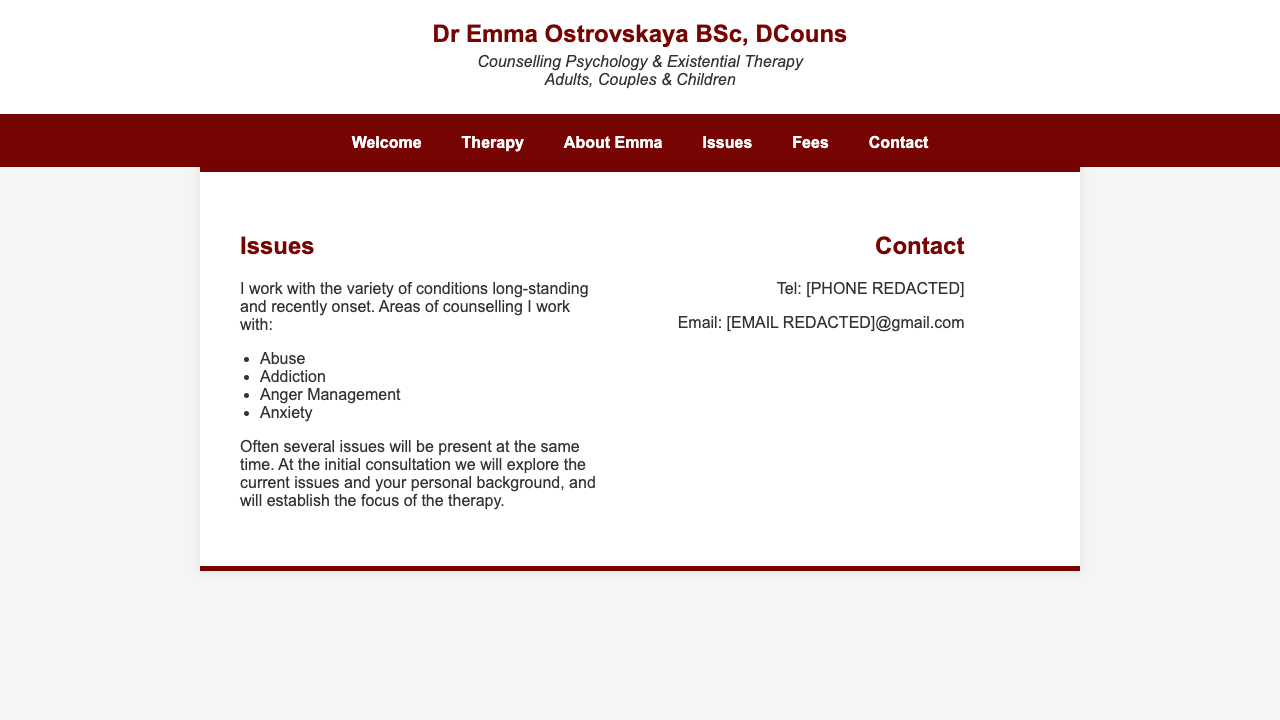 Dr Emma Ostrovskaya BSc, DCouns
Counselling Psychology & Existential Therapy
Adults, Couples & Children
Welcome Therapy About Emma Issues Fees Contact
Issues
I work with the variety of conditions long-standing
and recently onset. Areas of counselling I work
with:
• Abuse
• Addiction
• Anger Management
• Anxiety
Often several issues will be present at the same
time. At the initial consultation we will explore the
current issues and your personal background, and
will establish the focus of the therapy.
Contact
Tel: [PHONE REDACTED]
Email: [EMAIL REDACTED]@gmail.com